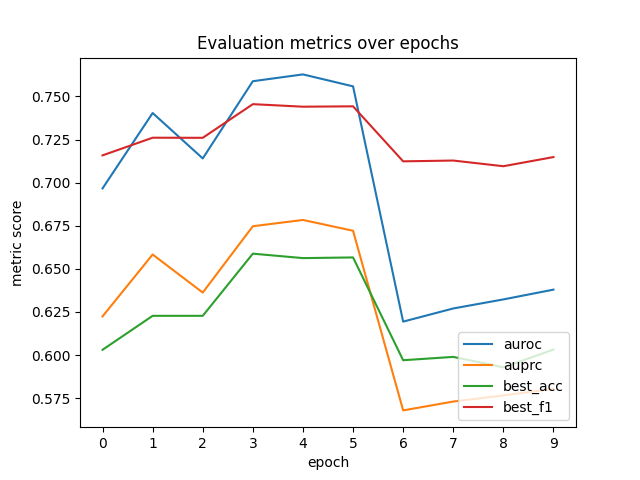 Evaluation metrics over epochs
metric score
0.750
0.725
0.700
0.675
0.650
0.625
0.600
0.575
0 1 2 3 4 5 6 7 8 9
epoch
auroc
auprc
best_acc
best_f1